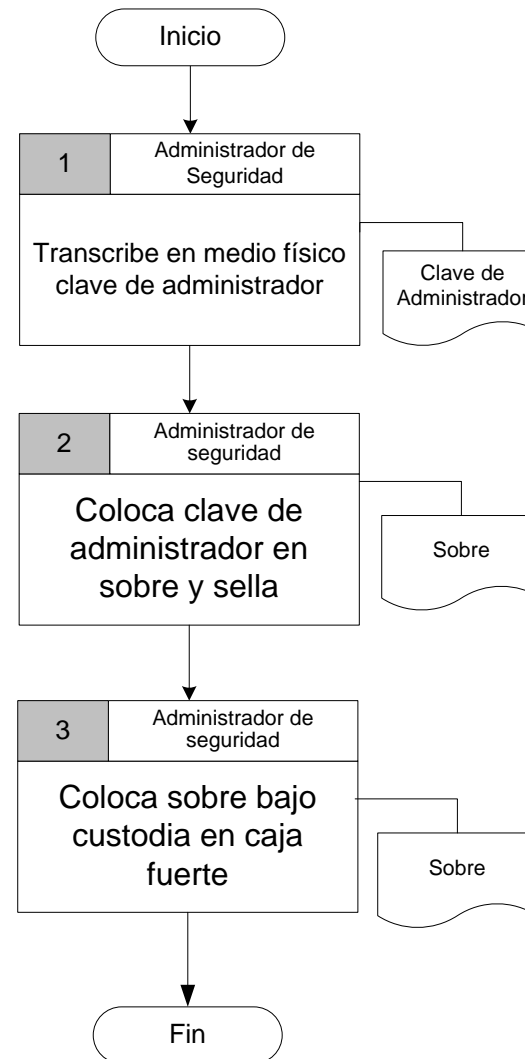 Inicio
1
Administrador de
Seguridad
Transcribe en medio físico
clave de administrador
Clave de
Administrador
2
Administrador de
seguridad
Coloca clave de
administrador en
sobre y sella
Sobre
3
Administrador de
seguridad
Coloca sobre bajo
custodia en caja
fuerte
Sobre
Fin